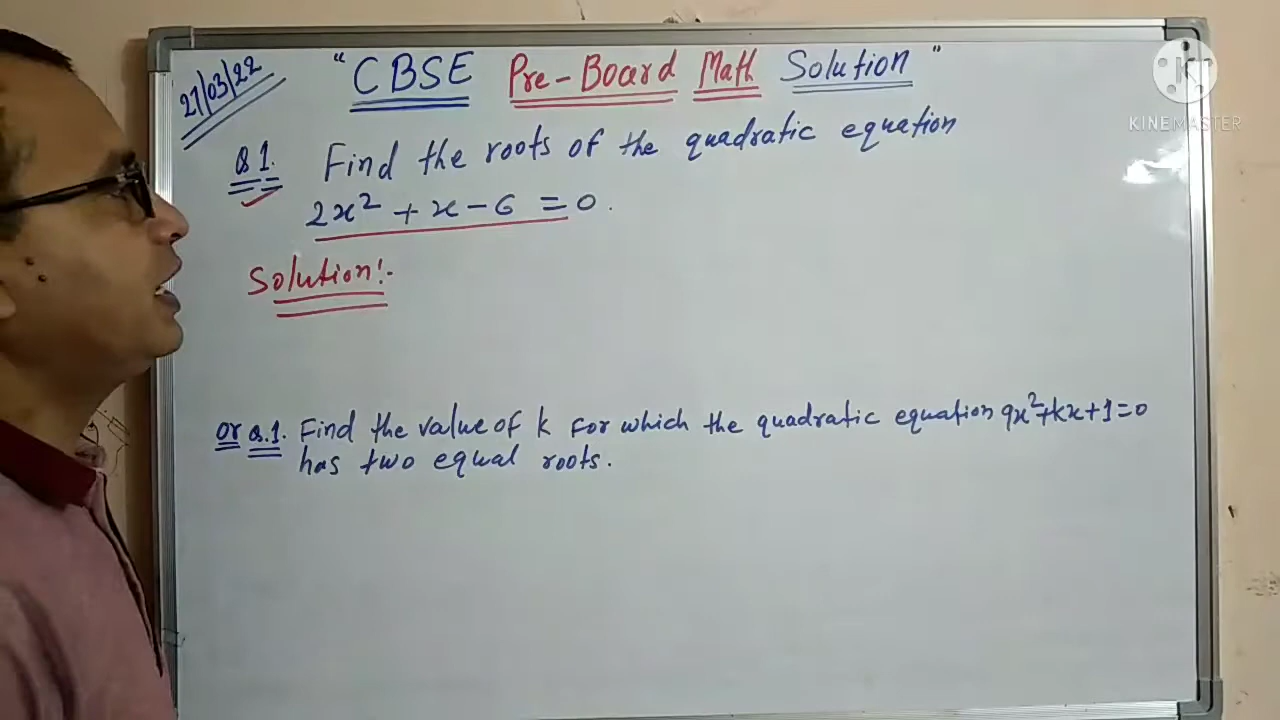 21/03/22
"CBSE Pre-Board Math Solution"
Q1. Find the roots of the quadratic equation
2x² + x - 6 = 0.
Solution:-
Or Q.1. Find the value of k for which the quadratic equation 9x²+kx+1=0
has two equal roots.
KINEMASTER